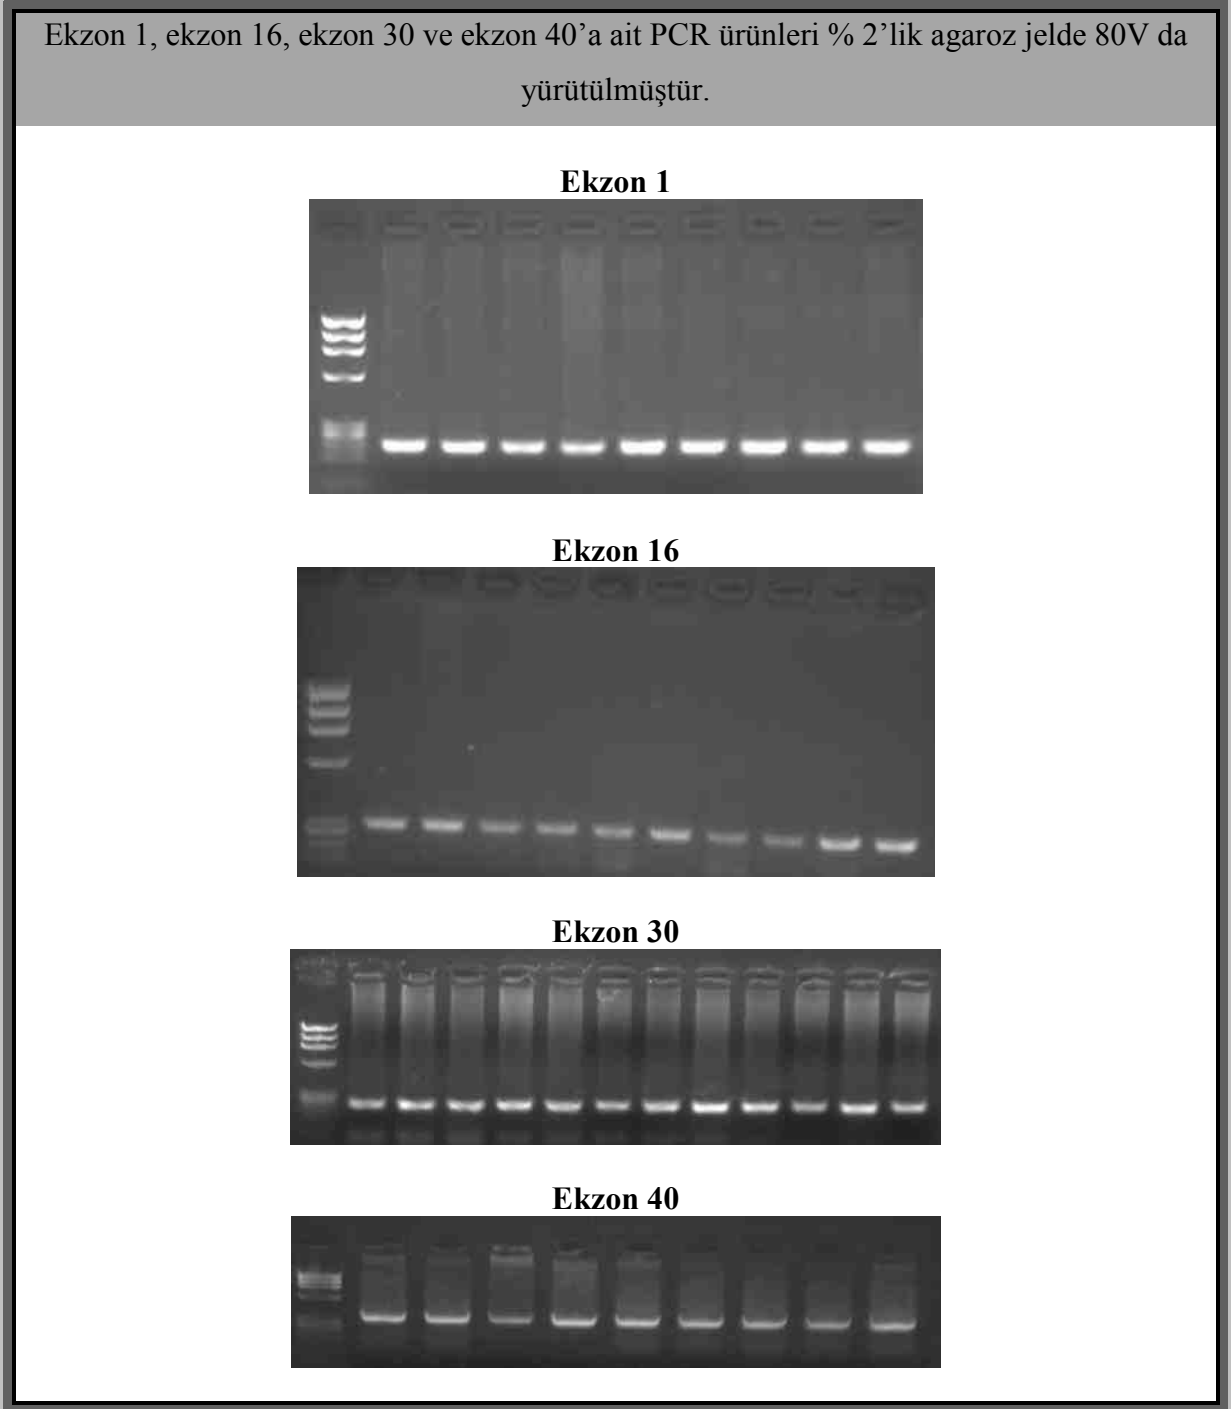 Ekzon 1, ekzon 16, ekzon 30 ve ekzon 40’a ait PCR ürünleri % 2’lik agaroz jelde 80V da
yürütülmüştür.
Ekzon 1
Ekzon 16
Ekzon 30
Ekzon 40